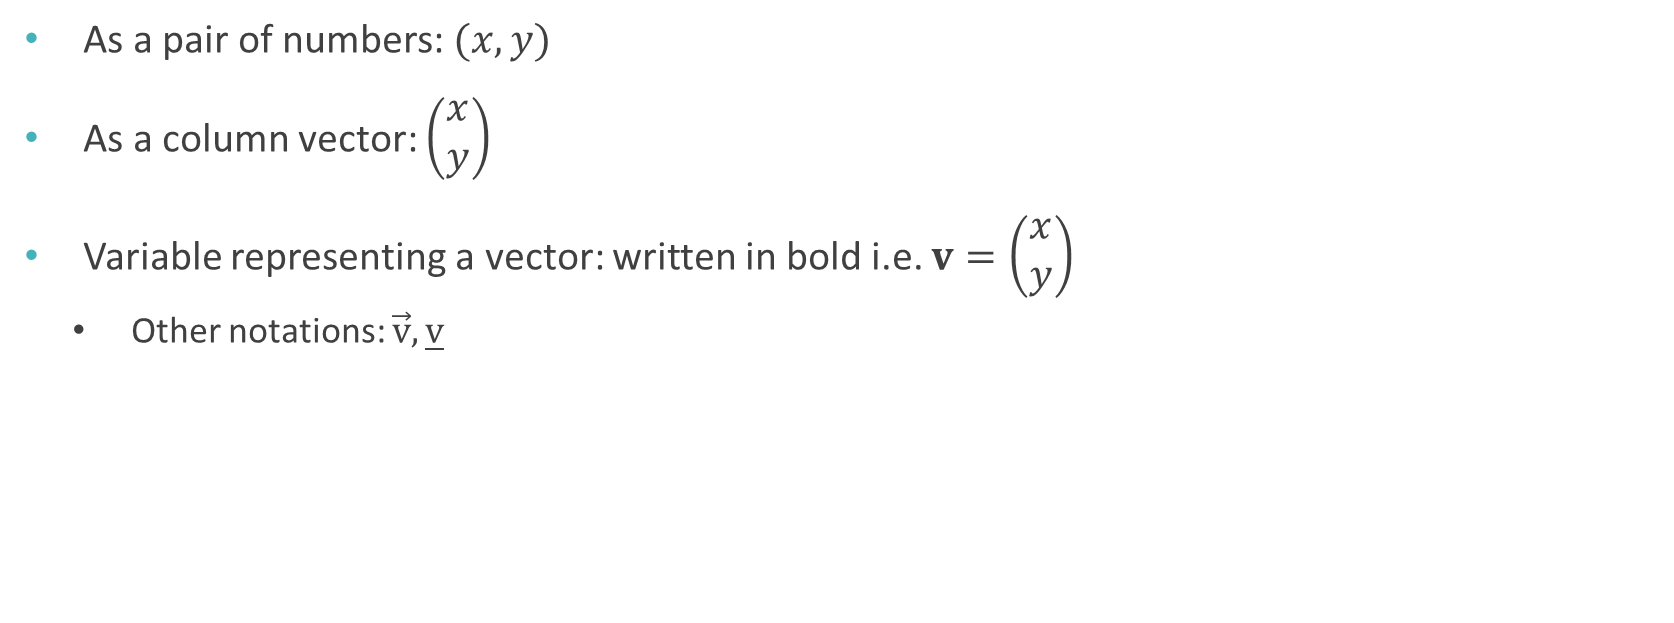 • As a pair of numbers: (x, y)
• As a column vector: (x y)
• Variable representing a vector: written in bold i.e. v = (x y)
• Other notations: v⃗, v̲